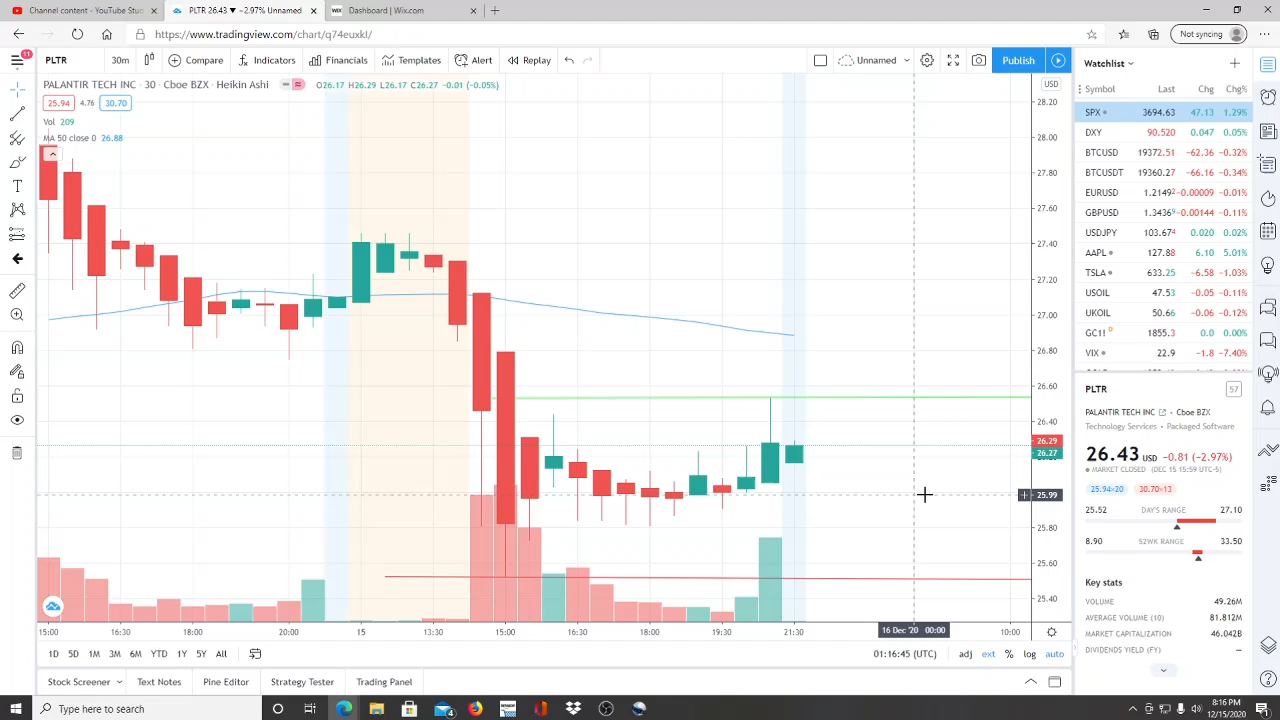 Channel content - YouTube Stud
PLTR 26.43 ▼ −2.97% Unnamed
Dashboard | Wix.com
https://www.tradingview.com/chart/q74euxkl/
Not syncing
11
PLTR 30m Compare Indicators Financials Templates Alert Replay Unnamed Publish
PALANTIR TECH INC · 30 · Cboe BZX · Heikin Ashi O26.17 H26.29 L26.17 C26.27 −0.01 (−0.05%)
25.94 4.76 30.70
Vol 209
MA 50 close 0 26.88
USD
28.20
28.00
27.80
27.60
27.40
27.20
27.00
26.80
26.60
26.40
26.29
26.27
25.99
25.80
25.60
25.40
15:00 16:30 18:00 20:00 15 13:30 15:00 16:30 18:00 19:30 21:30 16 Dec '20 00:00 10:00
1D 5D 1M 3M 6M YTD 1Y 5Y All 01:16:45 (UTC) adj ext % log auto
Stock Screener Text Notes Pine Editor Strategy Tester Trading Panel
Watchlist
Symbol Last Chg Chg%
SPX 3694.63 47.13 1.29%
DXY 90.520 0.047 0.05%
BTCUSD 19372.51 −62.36 −0.32%
BTCUSDT 19360.27 −66.16 −0.34%
EURUSD 1.2149² −0.00009 −0.01%
GBPUSD 1.3436⁹ −0.00144 −0.11%
USDJPY 103.67⁴ 0.020 0.02%
AAPL 127.88 6.10 5.01%
TSLA 633.25 −6.58 −1.03%
USOIL 47.53 −0.05 −0.11%
UKOIL 50.66 −0.06 −0.12%
GC1! D 1855.3 0.0 0.00%
VIX 22.9 −1.8 −7.40%
PLTR 57
PALANTIR TECH INC · Cboe BZX
Technology Services · Packaged Software
26.43 USD −0.81 (−2.97%)
MARKET CLOSED (DEC 15 15:59 UTC-5)
25.94×20 30.70×13
25.52 DAY'S RANGE 27.10
8.90 52WK RANGE 33.50
Key stats
VOLUME 49.26M
AVERAGE VOLUME (10) 81.812M
MARKET CAPITALIZATION 46.042B
DIVIDENDS YIELD (FY) —
Type here to search
8:16 PM
12/15/2020